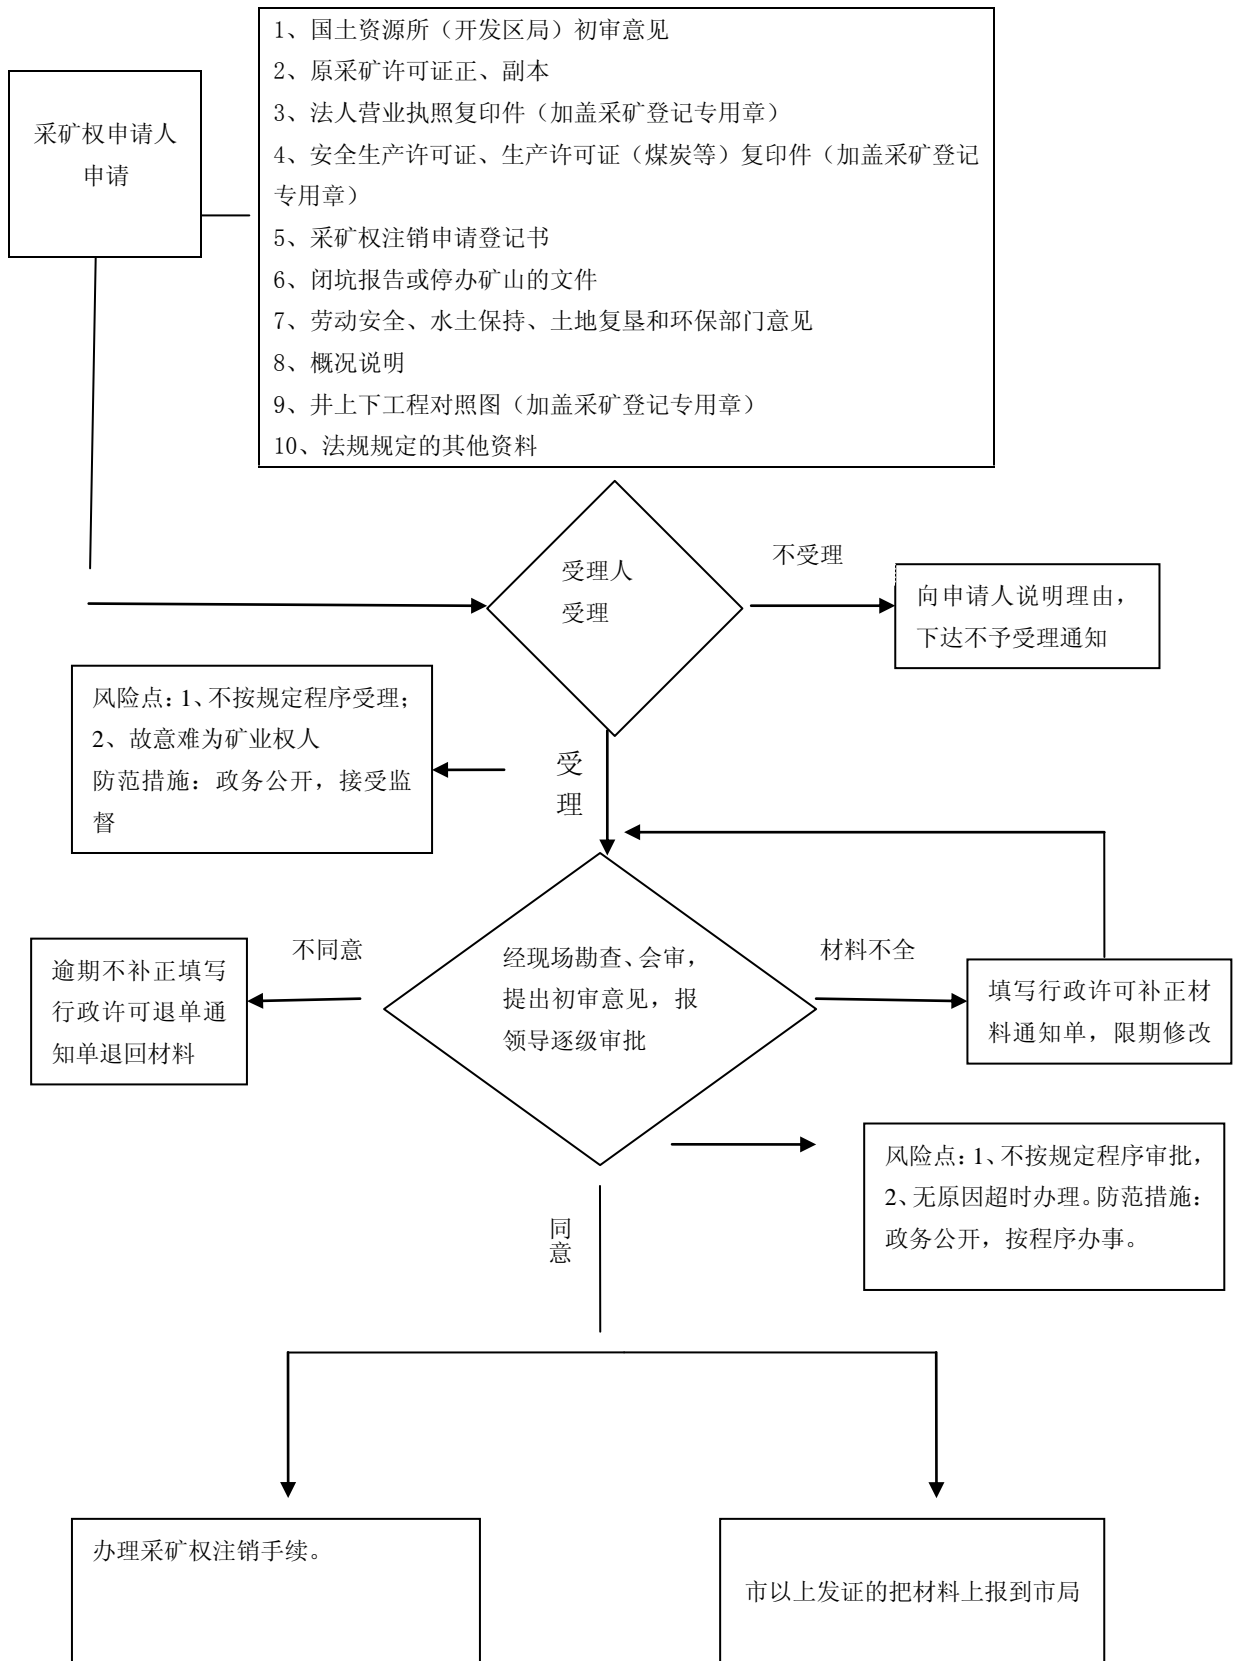 采矿权申请人
申请
1、国土资源所（开发区局）初审意见
2、原采矿许可证正、副本
3、法人营业执照复印件（加盖采矿登记专用章）
4、安全生产许可证、生产许可证（煤炭等）复印件（加盖采矿登记
专用章）
5、采矿权注销申请登记书
6、闭坑报告或停办矿山的文件
7、劳动安全、水土保持、土地复垦和环保部门意见
8、概况说明
9、井上下工程对照图（加盖采矿登记专用章）
10、法规规定的其他资料
受理人
受理
不受理
向申请人说明理由，
下达不予受理通知
风险点：1、不按规定程序受理；
2、故意难为矿业权人
防范措施：政务公开，接受监
督
受
理
不同意
逾期不补正填写
行政许可退单通
知单退回材料
经现场勘查、会审，
提出初审意见，报
领导逐级审批
材料不全
填写行政许可补正材
料通知单，限期修改
风险点：1、不按规定程序审批，
2、无原因超时办理。防范措施：
政务公开，按程序办事。
同
意
办理采矿权注销手续。
市以上发证的把材料上报到市局